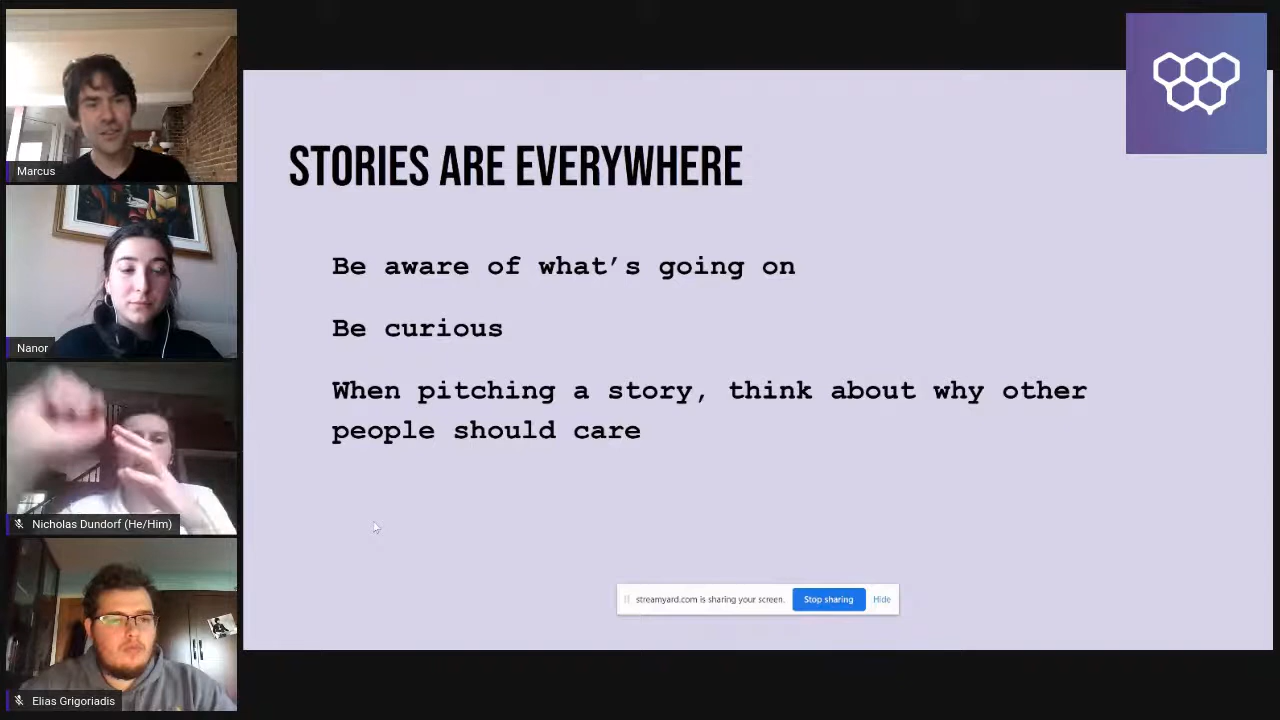 Marcus
Nanor
Nicholas Dundorf (He/Him)
Elias Grigoriadis
STORIES ARE EVERYWHERE
Be aware of what’s going on
Be curious
When pitching a story, think about why other
people should care
streamyard.com is sharing your screen. Stop sharing Hide